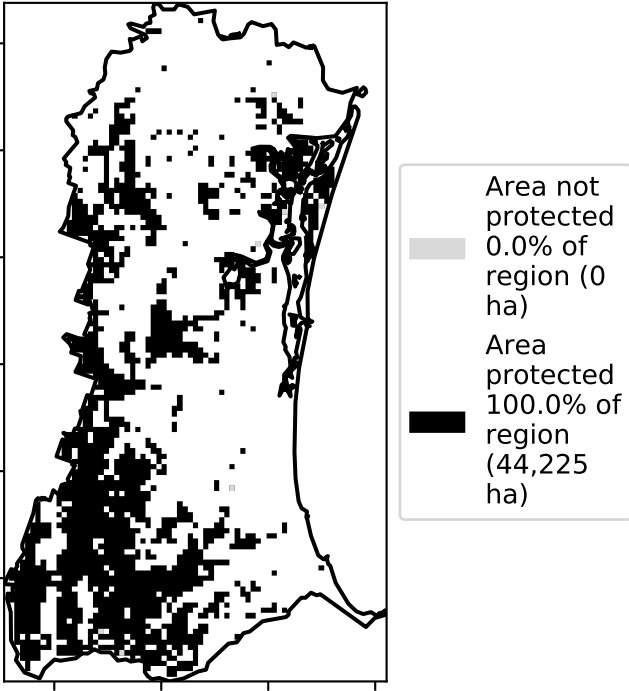 Area not
protected
0.0% of
region (0
ha)
Area
protected
100.0% of
region
(44,225
ha)